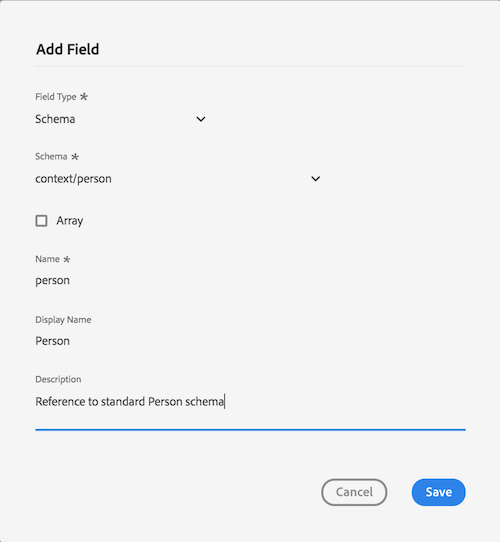 Add Field
Field Type *
Schema
Schema *
context/person
Array
Name *
person
Display Name
Person
Description
Reference to standard Person schema
Cancel
Save